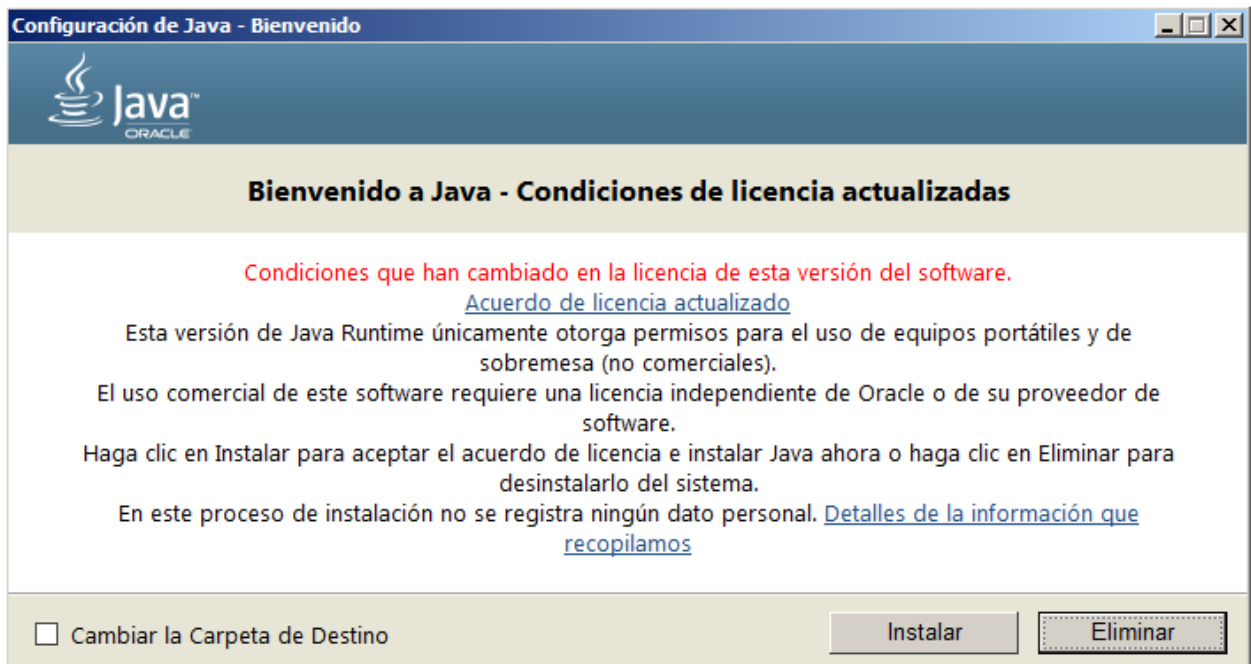 Configuración de Java - Bienvenido
Java™
ORACLE
Bienvenido a Java - Condiciones de licencia actualizadas
Condiciones que han cambiado en la licencia de esta versión del software.
Acuerdo de licencia actualizado
Esta versión de Java Runtime únicamente otorga permisos para el uso de equipos portátiles y de
sobremesa (no comerciales).
El uso comercial de este software requiere una licencia independiente de Oracle o de su proveedor de
software.
Haga clic en Instalar para aceptar el acuerdo de licencia e instalar Java ahora o haga clic en Eliminar para
desinstalarlo del sistema.
En este proceso de instalación no se registra ningún dato personal. Detalles de la información que
recopilamos
Cambiar la Carpeta de Destino
Instalar
Eliminar